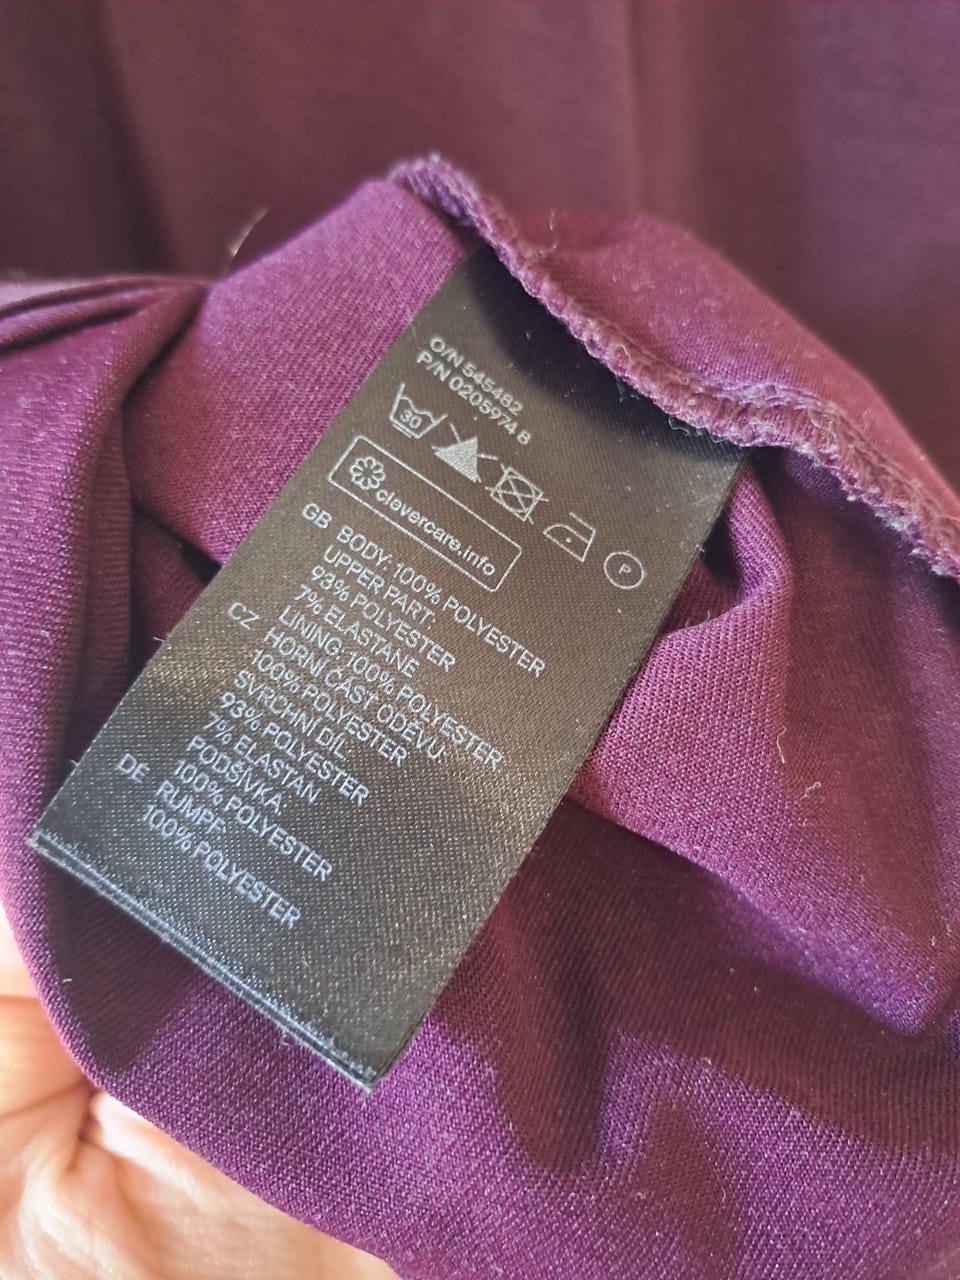 O/N 545482
P/N 0205974 8
30
P
clevercare.info
GB BODY: 100% POLYESTER
UPPER PART:
93% POLYESTER
7% ELASTANE
LINING: 100% POLYESTER
CZ HORNÍ ČÁST ODĚVU:
100% POLYESTER
SVRCHNÍ DÍL:
93% POLYESTER
7% ELASTAN
PODŠÍVKA:
100% POLYESTER
DE RUMPF:
100% POLYESTER